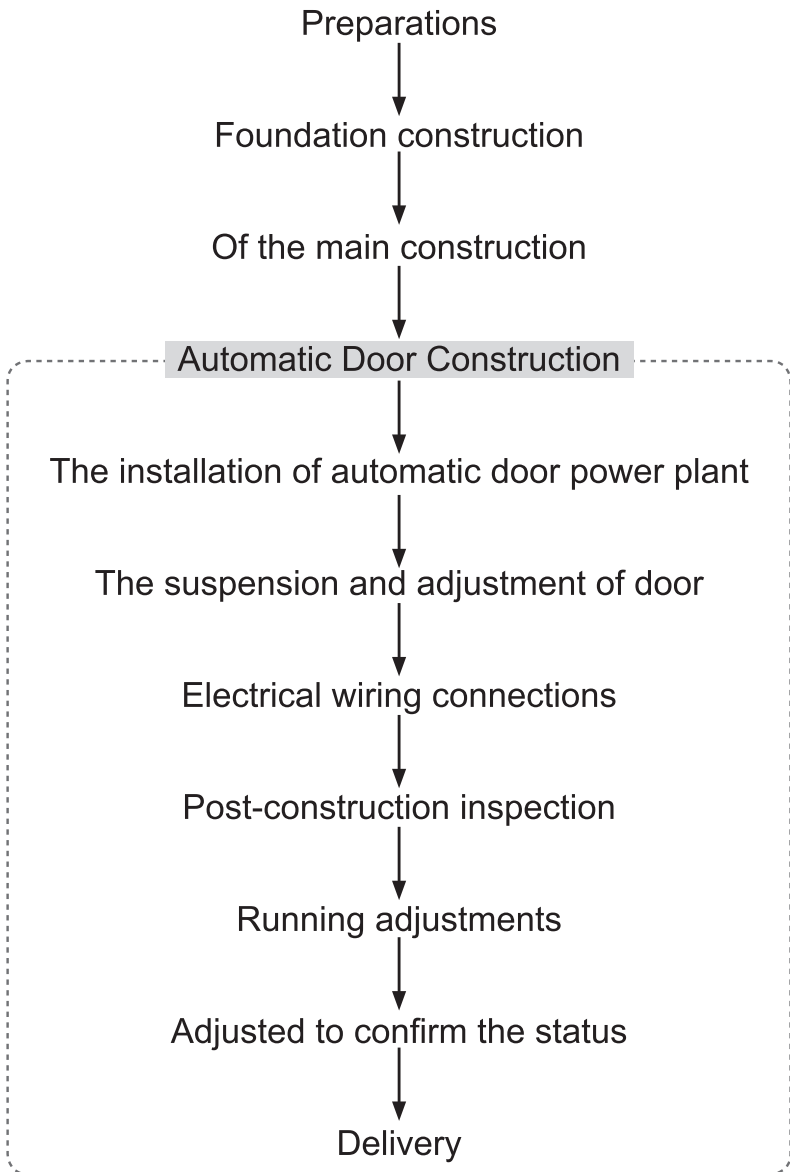 Preparations
Foundation construction
Of the main construction
Automatic Door Construction
The installation of automatic door power plant
The suspension and adjustment of door
Electrical wiring connections
Post-construction inspection
Running adjustments
Adjusted to confirm the status
Delivery